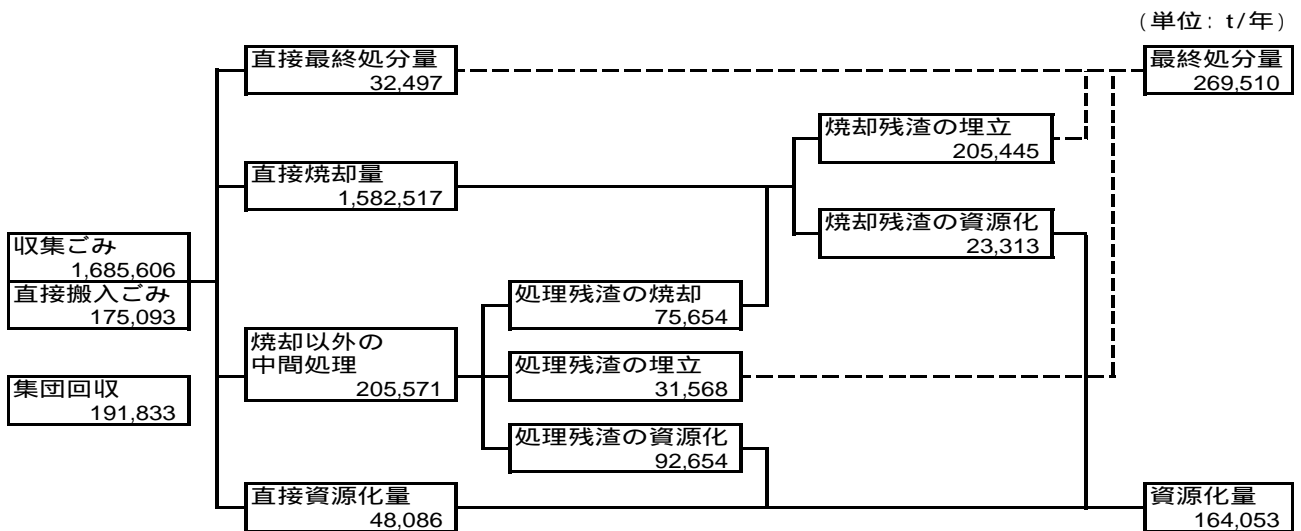 （単位：t/年）
直接最終処分量
32,497
最終処分量
269,510
焼却残渣の埋立
205,445
直接焼却量
1,582,517
焼却残渣の資源化
23,313
収集ごみ
1,685,606
直接搬入ごみ
175,093
処理残渣の焼却
75,654
焼却以外の
中間処理
205,571
処理残渣の埋立
31,568
集団回収
191,833
処理残渣の資源化
92,654
直接資源化量
48,086
資源化量
164,053